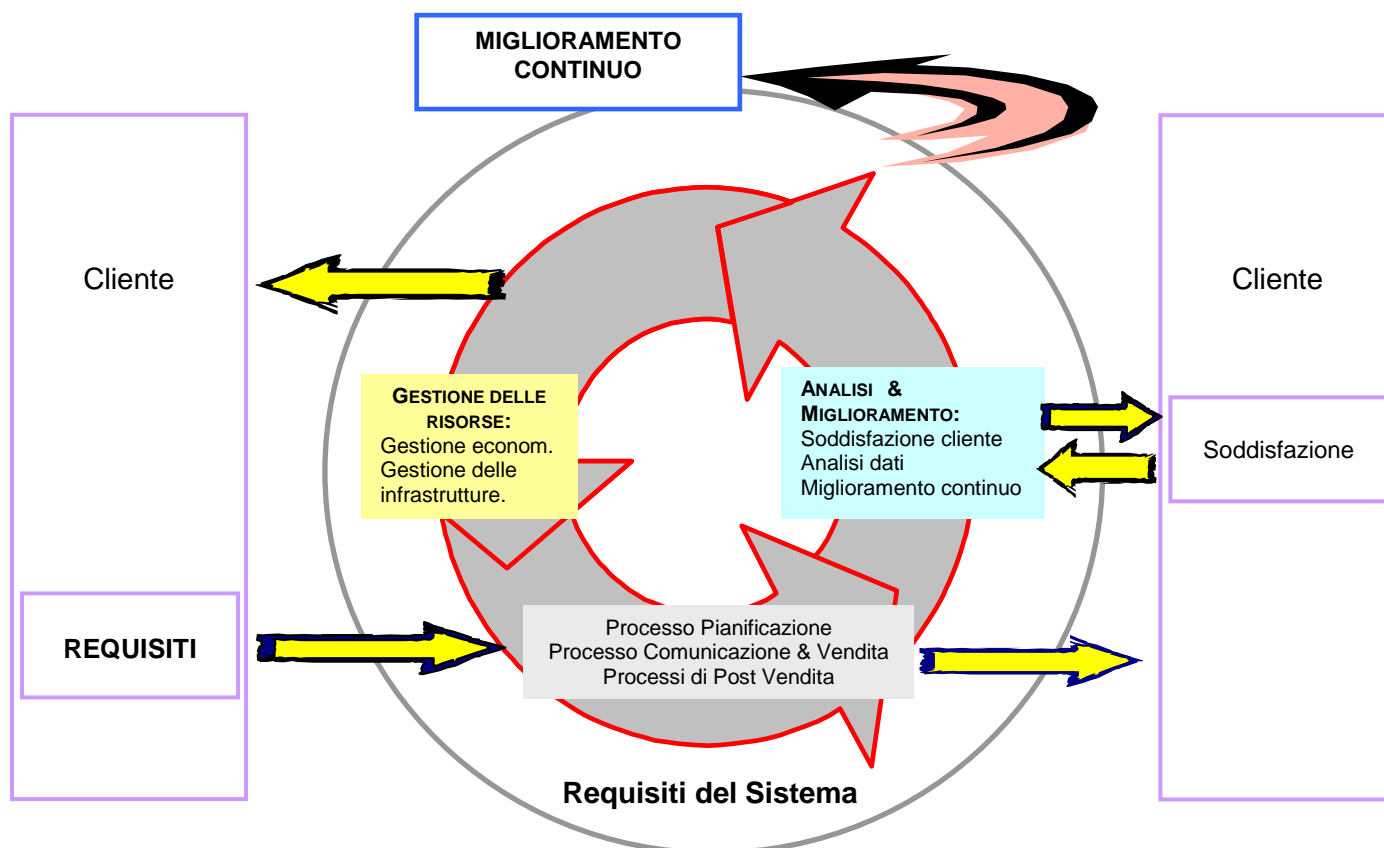 MIGLIORAMENTO
CONTINUO
Cliente
REQUISITI
GESTIONE DELLE
RISORSE:
Gestione econom.
Gestione delle
infrastrutture.
ANALISI &
MIGLIORAMENTO:
Soddisfazione cliente
Analisi dati
Miglioramento continuo
Processo Pianificazione
Processo Comunicazione & Vendita
Processi di Post Vendita
Requisiti del Sistema
Cliente
Soddisfazione